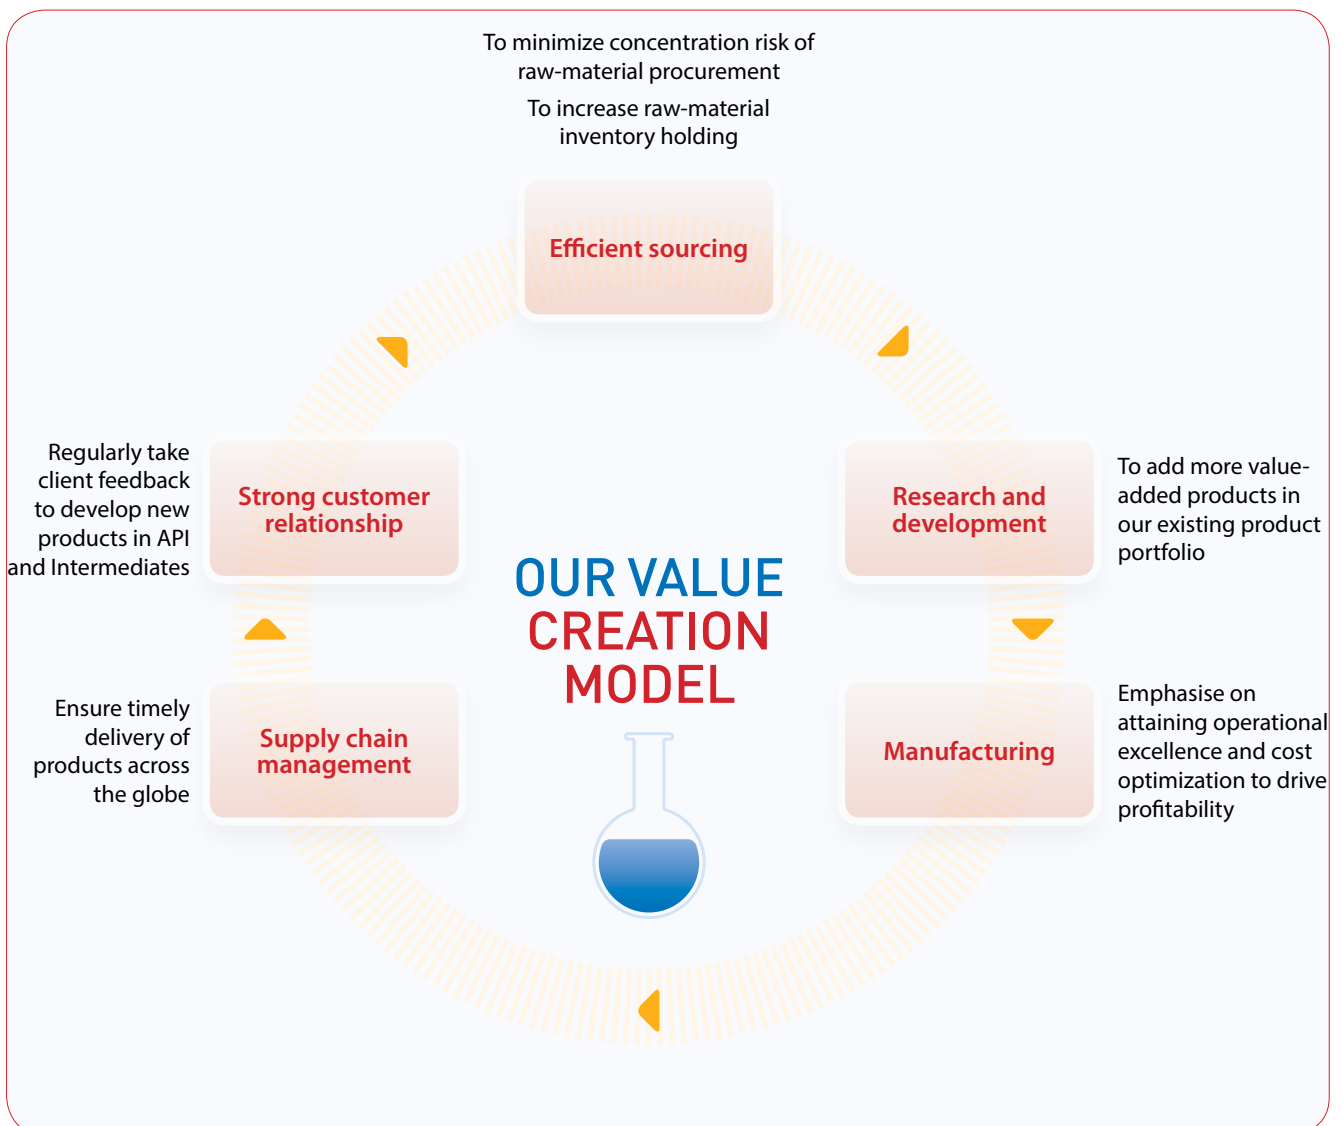 To minimize concentration risk of
raw-material procurement
To increase raw-material
inventory holding
Efficient sourcing
Regularly take
client feedback
to develop new
products in API
and Intermediates
Strong customer
relationship
Research and
development
To add more value-
added products in
our existing product
portfolio
OUR VALUE
CREATION
MODEL
Ensure timely
delivery of
products across
the globe
Supply chain
management
Manufacturing
Emphasise on
attaining operational
excellence and cost
optimization to drive
profitability